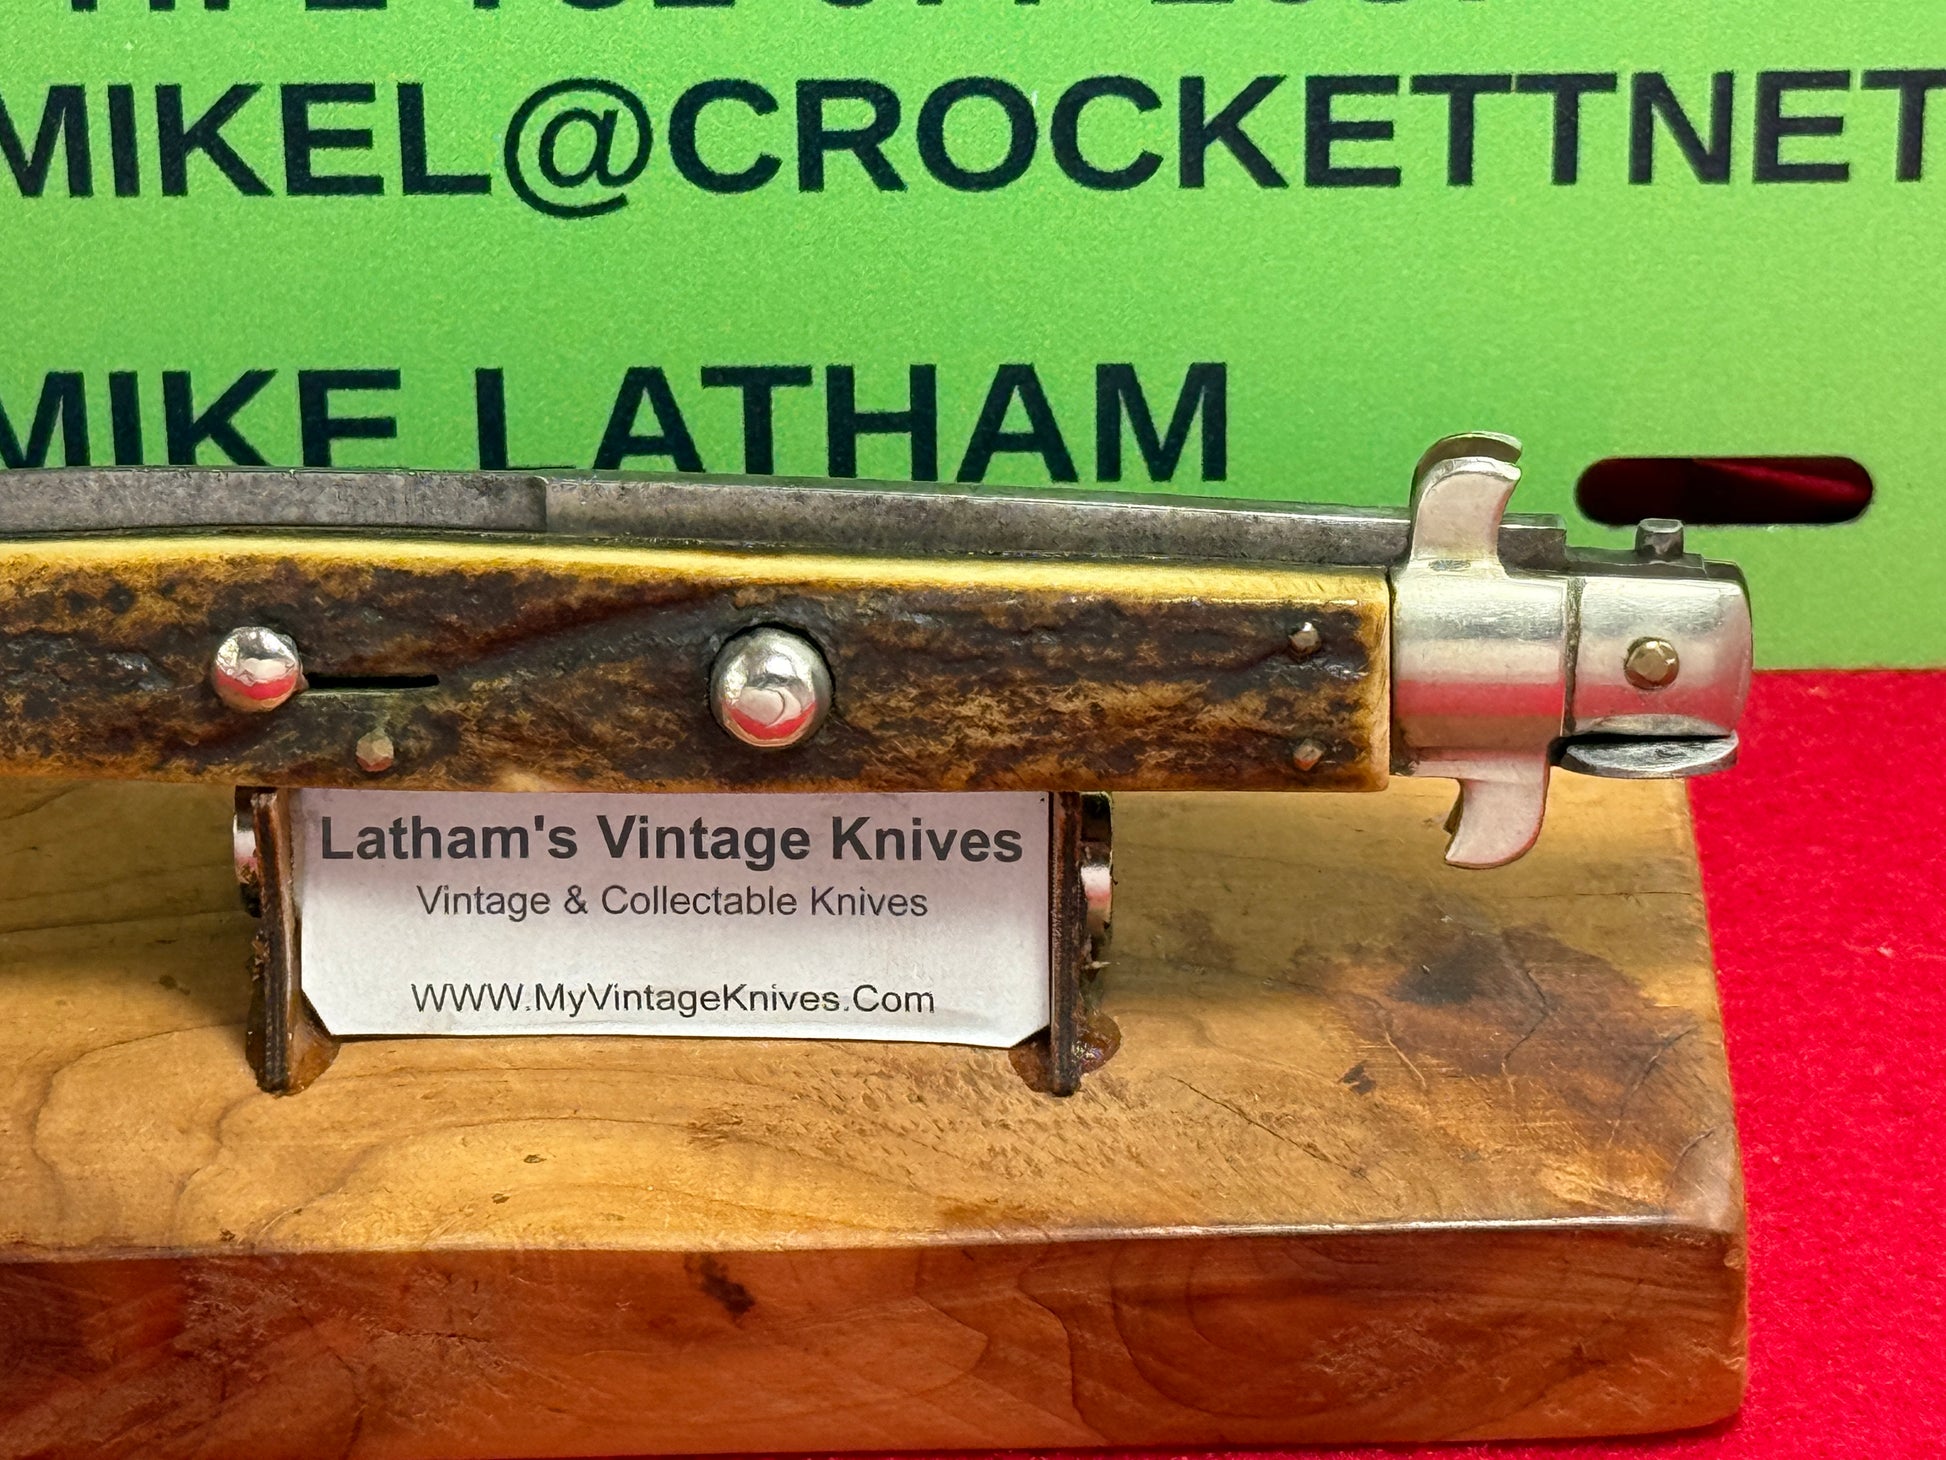 MIKEL@CROCKETTNET
MIKE LATHAM
Latham's Vintage Knives
Vintage & Collectable Knives
WWW.MyVintageKnives.Com